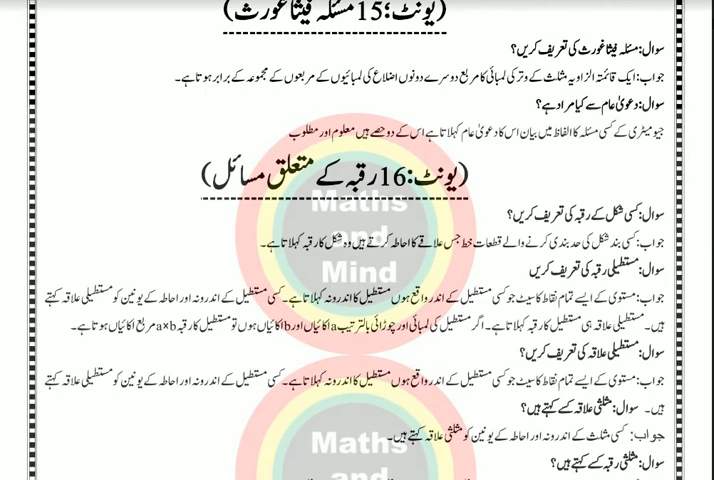 (یونٹ:15 مسئلہ فیثاغورث)
سوال: مسئلہ فیثاغورث کی تعریف کریں؟
جواب: ایک قائمتہ الزاویہ مثلث کے وتر کی لمبائی کا مربع دوسرے دونوں اضلاع کی لمبائیوں کے مربعوں کے مجموعہ کے برابر ہوتا ہے۔
سوال: دعویٰ عام سے کیا مراد ہے؟
جیومیٹری کے کسی مسئلہ کا الفاظ میں بیان اس کا دعویٰ عام کہلاتا ہے اس کے دو حصے ہیں معلوم اور مطلوب
(یونٹ:16 رقبہ کے متعلق مسائل)
سوال: کسی شکل کے رقبہ کی تعریف کریں؟
جواب: کسی بند شکل کی حد بندی کرنے والے قطعات خط جس علاقے کا احاطہ کرتے ہیں وہ شکل کا رقبہ کہلاتا ہے۔
سوال: مستطیلی رقبہ کی تعریف کریں
جواب: مستوی کے ایسے تمام نقاط کا سیٹ جو کسی مستطیل کے اندر واقع ہوں مستطیل کا اندرونہ کہلاتا ہے۔ کسی مستطیل کے اندرونہ اور احاطہ کے یونین کو مستطیلی علاقہ کہتے
ہیں۔ مستطیلی علاقہ ہی مستطیل کا رقبہ کہلاتا ہے۔ اگر مستطیل کی لمبائی اور چوڑائی بالترتیب a اکائیاں اور b اکائیاں ہوں تو مستطیل کا رقبہ a×b مربع اکائیاں ہوتا ہے۔
سوال: مستطیلی علاقہ کی تعریف کریں؟
جواب: مستوی کے ایسے تمام نقاط کا سیٹ جو کسی مستطیل کے اندر واقع ہوں مستطیل کا اندرونہ کہلاتا ہے۔ کسی مستطیل کے اندرونہ اور احاطہ کے یونین کو مستطیلی علاقہ کہتے
ہیں۔ سوال: مثلثی علاقہ کسے کہتے ہیں؟
جواب: کسی مثلث کے اندرونہ اور احاطہ کے یونین کو مثلثی علاقہ کہتے ہیں۔
سوال: مثلثی رقبہ کسے کہتے ہیں؟
Maths
and
Mind
Maths
and